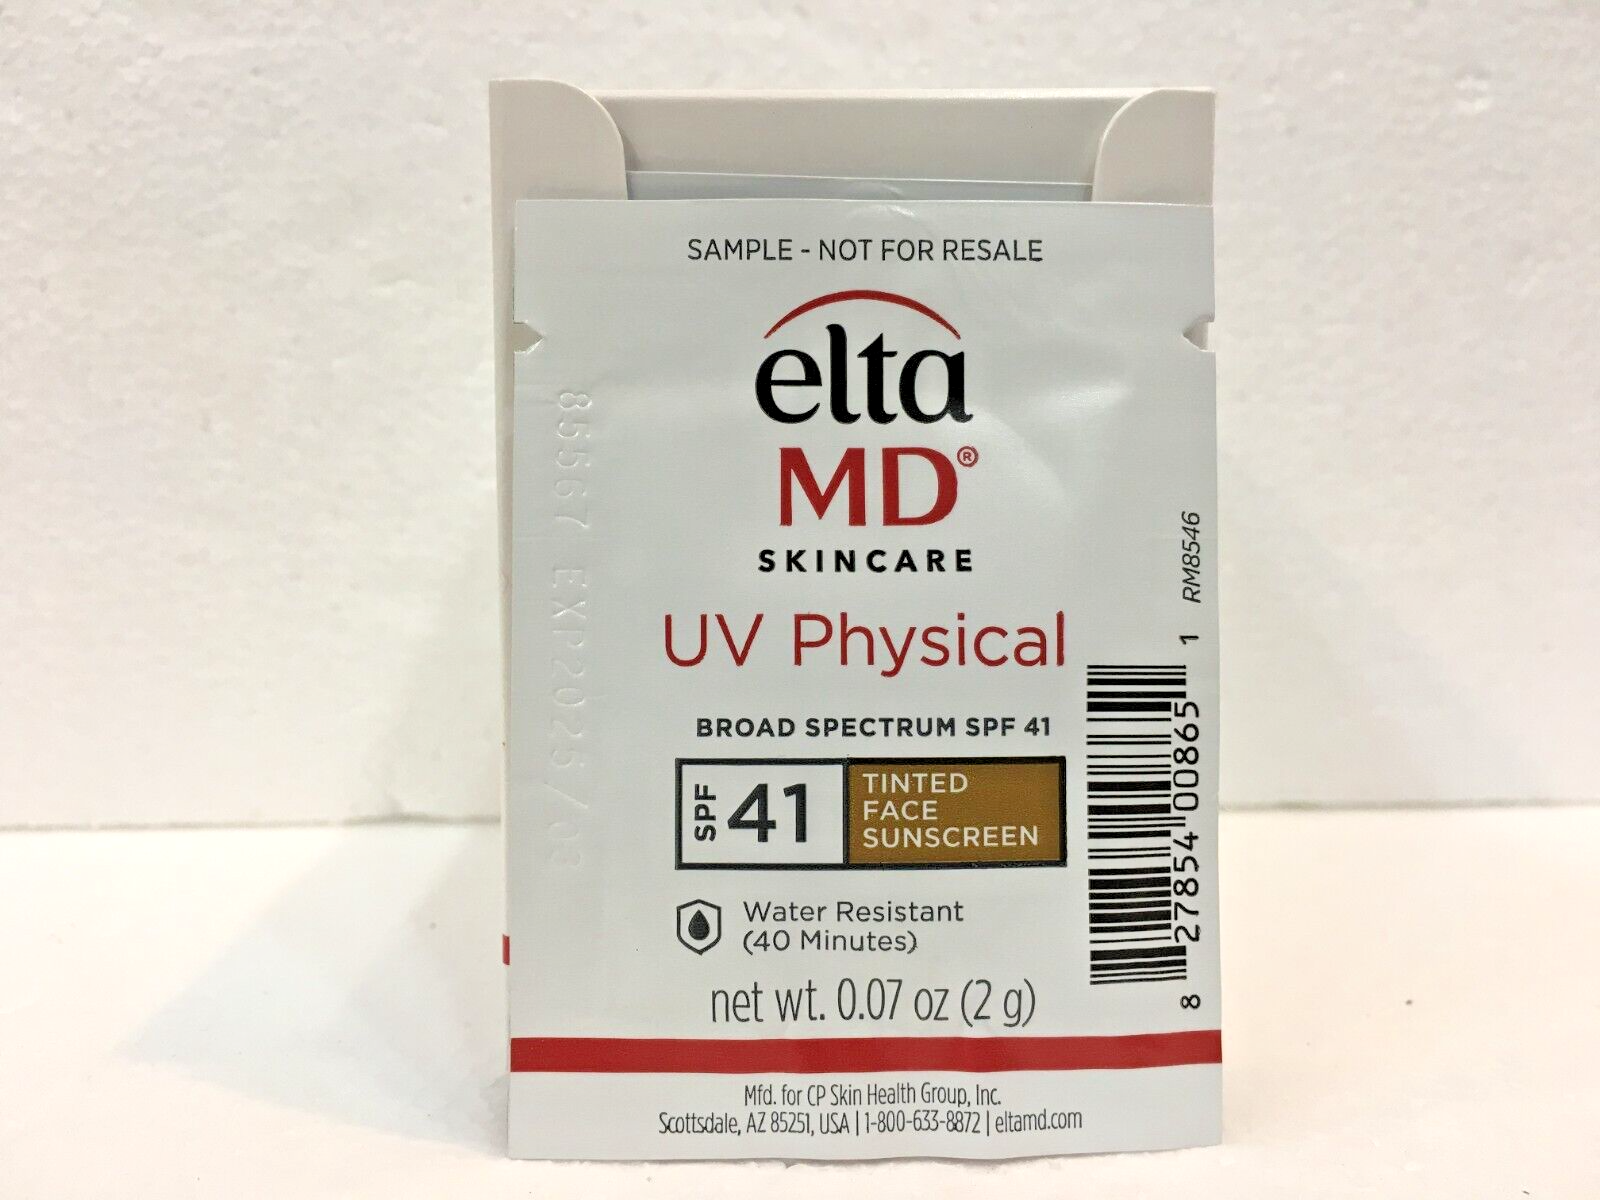 SAMPLE - NOT FOR RESALE
elta
MD®
SKINCARE
UV Physical
BROAD SPECTRUM SPF 41
SPF 41
TINTED
FACE
SUNSCREEN
Water Resistant
(40 Minutes)
net wt. 0.07 oz (2 g)
Mfd. for CP Skin Health Group, Inc.
Scottsdale, AZ 85251, USA | 1-800-633-8872 | eltamd.com
8 27854 00865 1
RM8546
85567 EXP2025/03